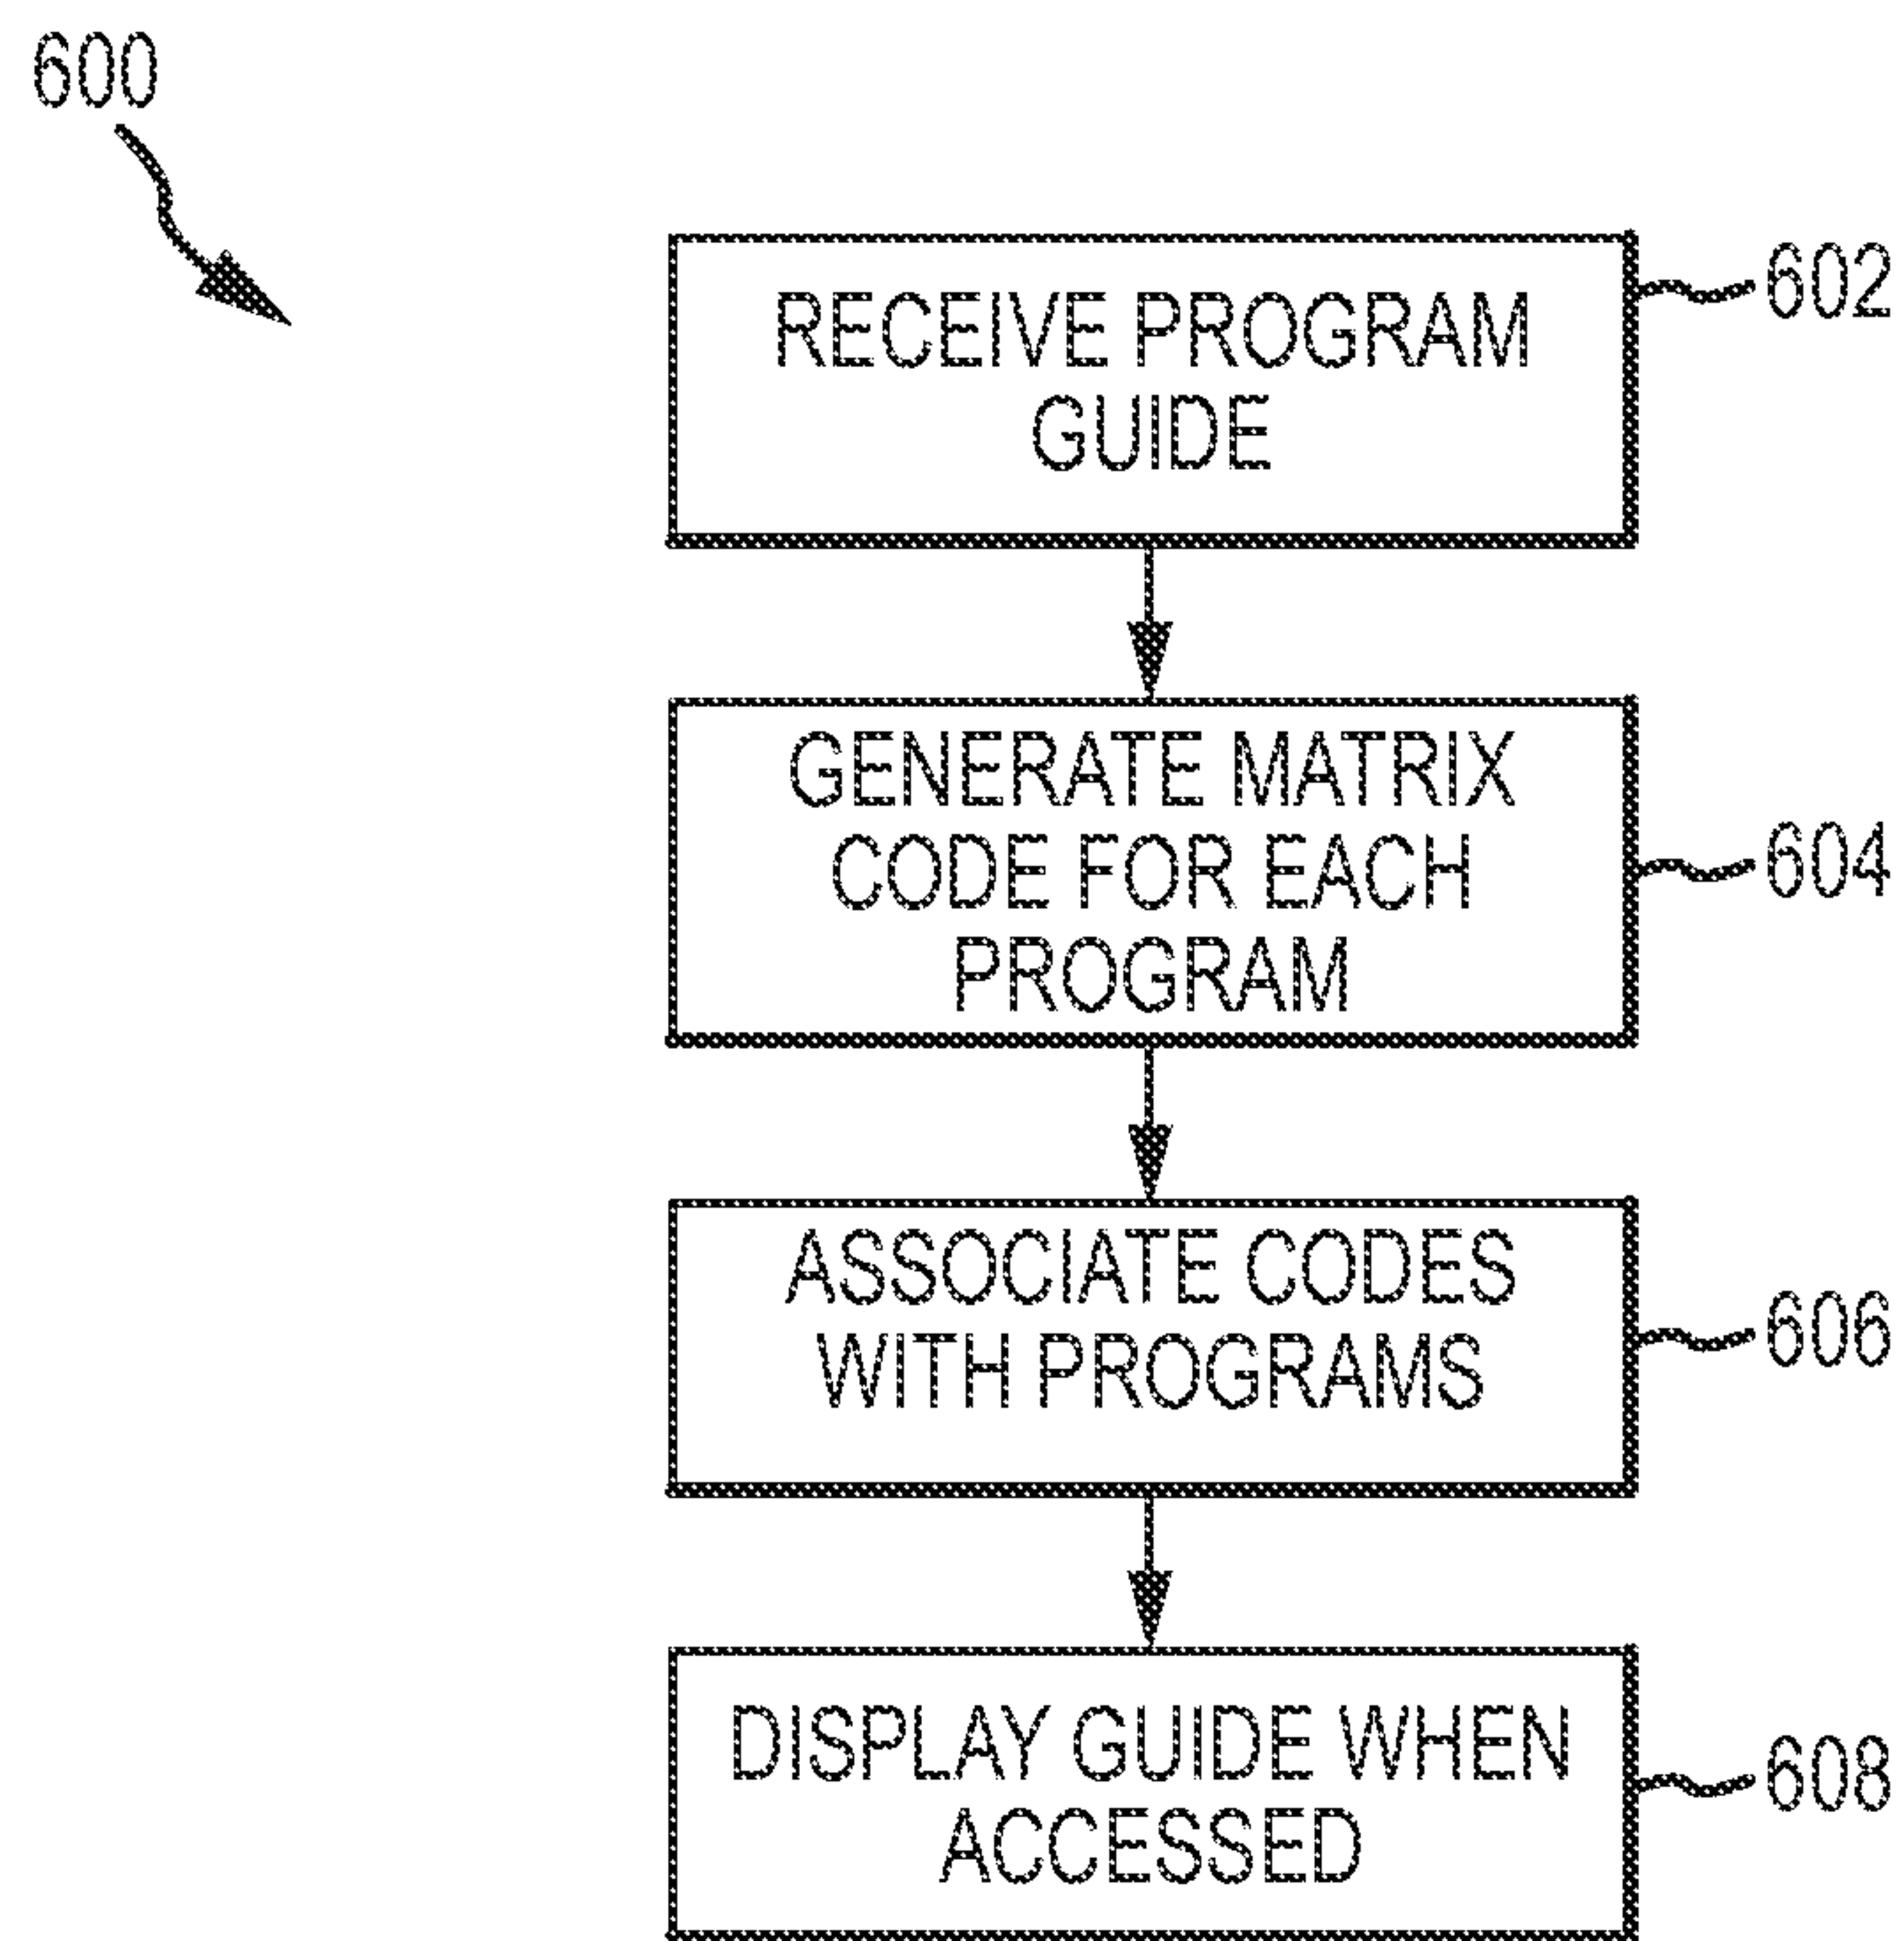 600
RECEIVE PROGRAM
GUIDE
602
GENERATE MATRIX
CODE FOR EACH
PROGRAM
604
ASSOCIATE CODES
WITH PROGRAMS
606
DISPLAY GUIDE WHEN
ACCESSED
608